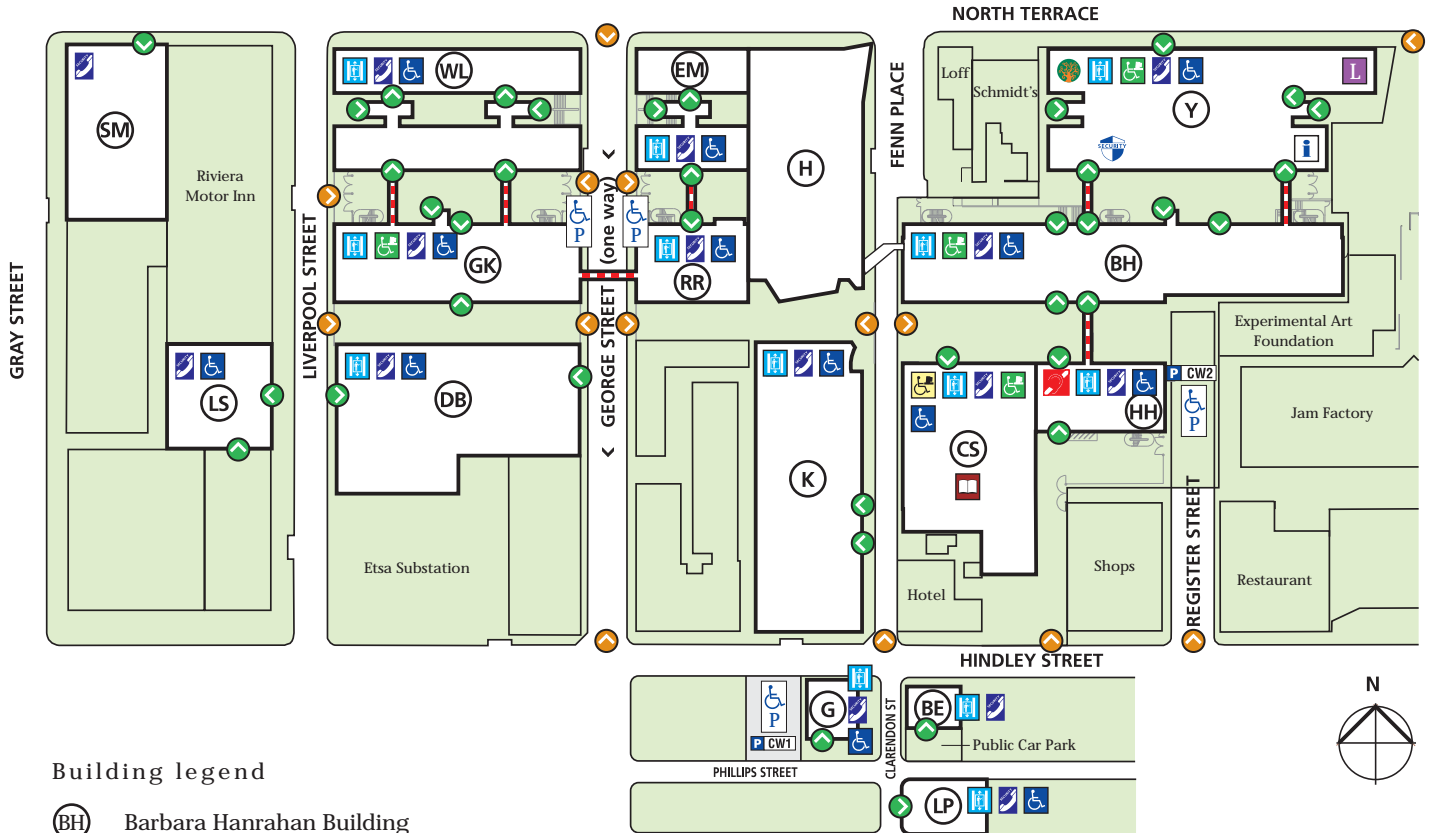 NORTH TERRACE
SM
WL
EM
H
FENN PLACE
Loff
Schmidt's
L
Y
SECURITY
i
Riviera
Motor Inn
GRAY STREET
LIVERPOOL STREET
P
(one way)
P
GK
RR
BH
GEORGE STREET
Experimental Art
Foundation
LS
DB
K
CS
HH
P CW2
P
Jam Factory
REGISTER STREET
Etsa Substation
Hotel
Shops
Restaurant
HINDLEY STREET
P
P CW1
G
CLARENDON ST
BE
Public Car Park
N
PHILLIPS STREET
LP
Building legend
BH Barbara Hanrahan Building